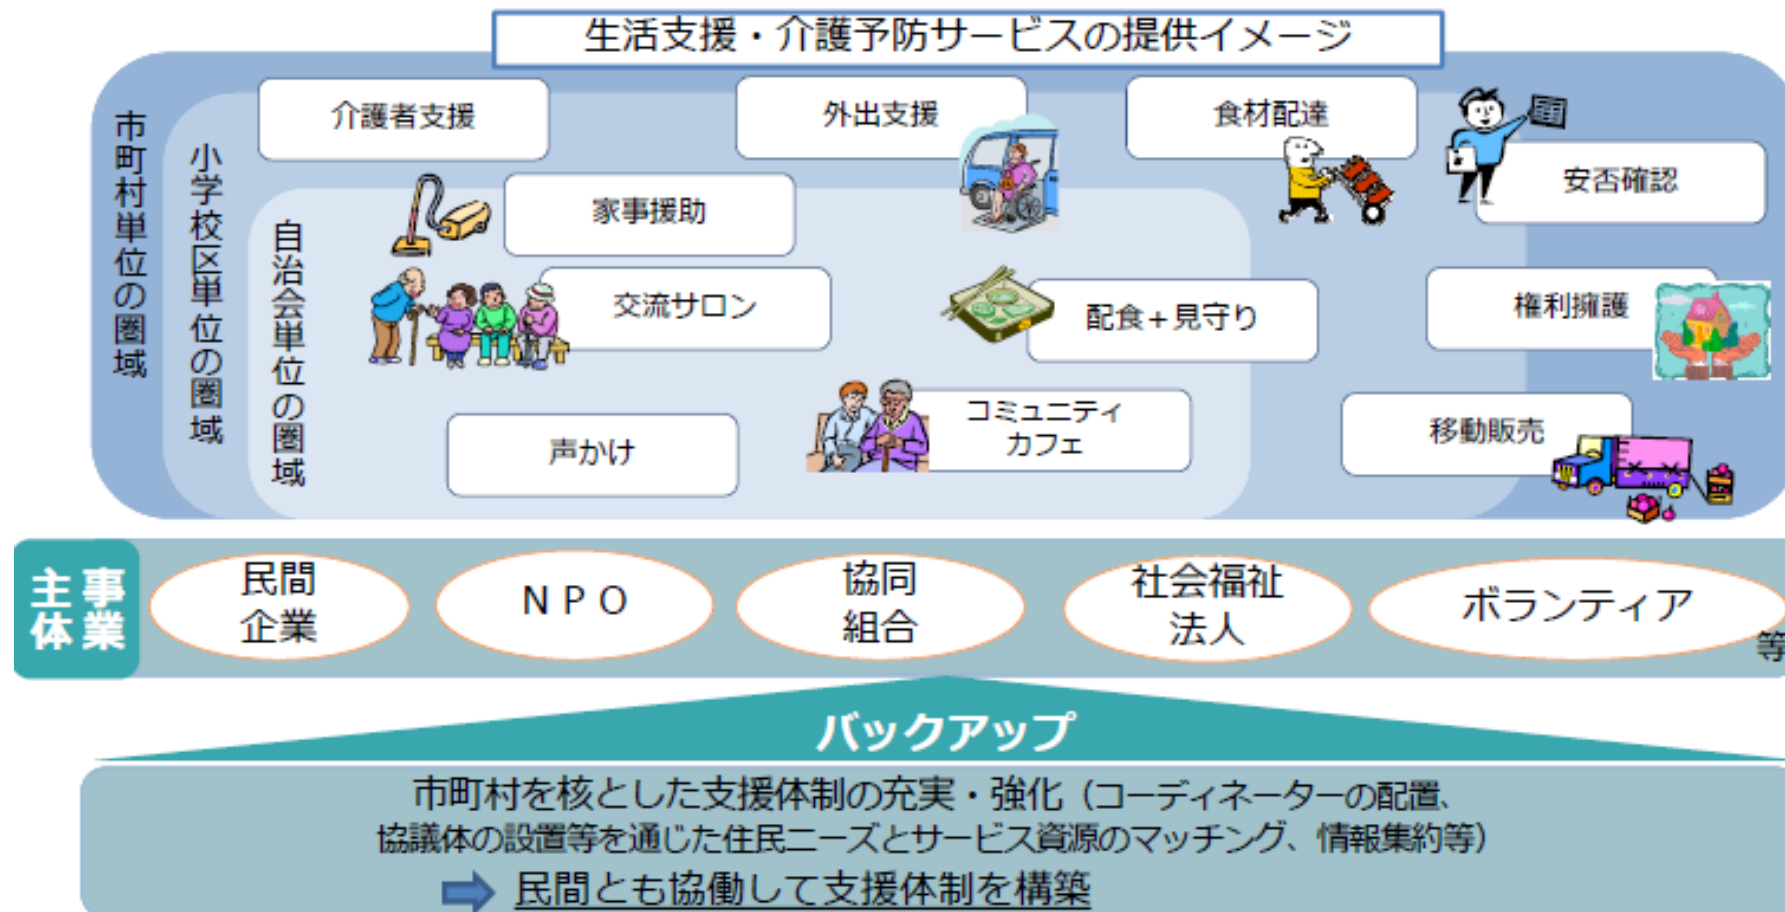 生活支援・介護予防サービスの提供イメージ
市町村単位の圏域
小学校区単位の圏域
自治会単位の圏域
介護者支援
外出支援
食材配達
安否確認
家事援助
交流サロン
配食+見守り
権利擁護
声かけ
コミュニティ
カフェ
移動販売
事業
主体
民間
企業
NPO
協同
組合
社会福祉
法人
ボランティア
等
バックアップ
市町村を核とした支援体制の充実・強化(コーディネーターの配置、
協議体の設置等を通じた住民ニーズとサービス資源のマッチング、情報集約等)
民間とも協働して支援体制を構築